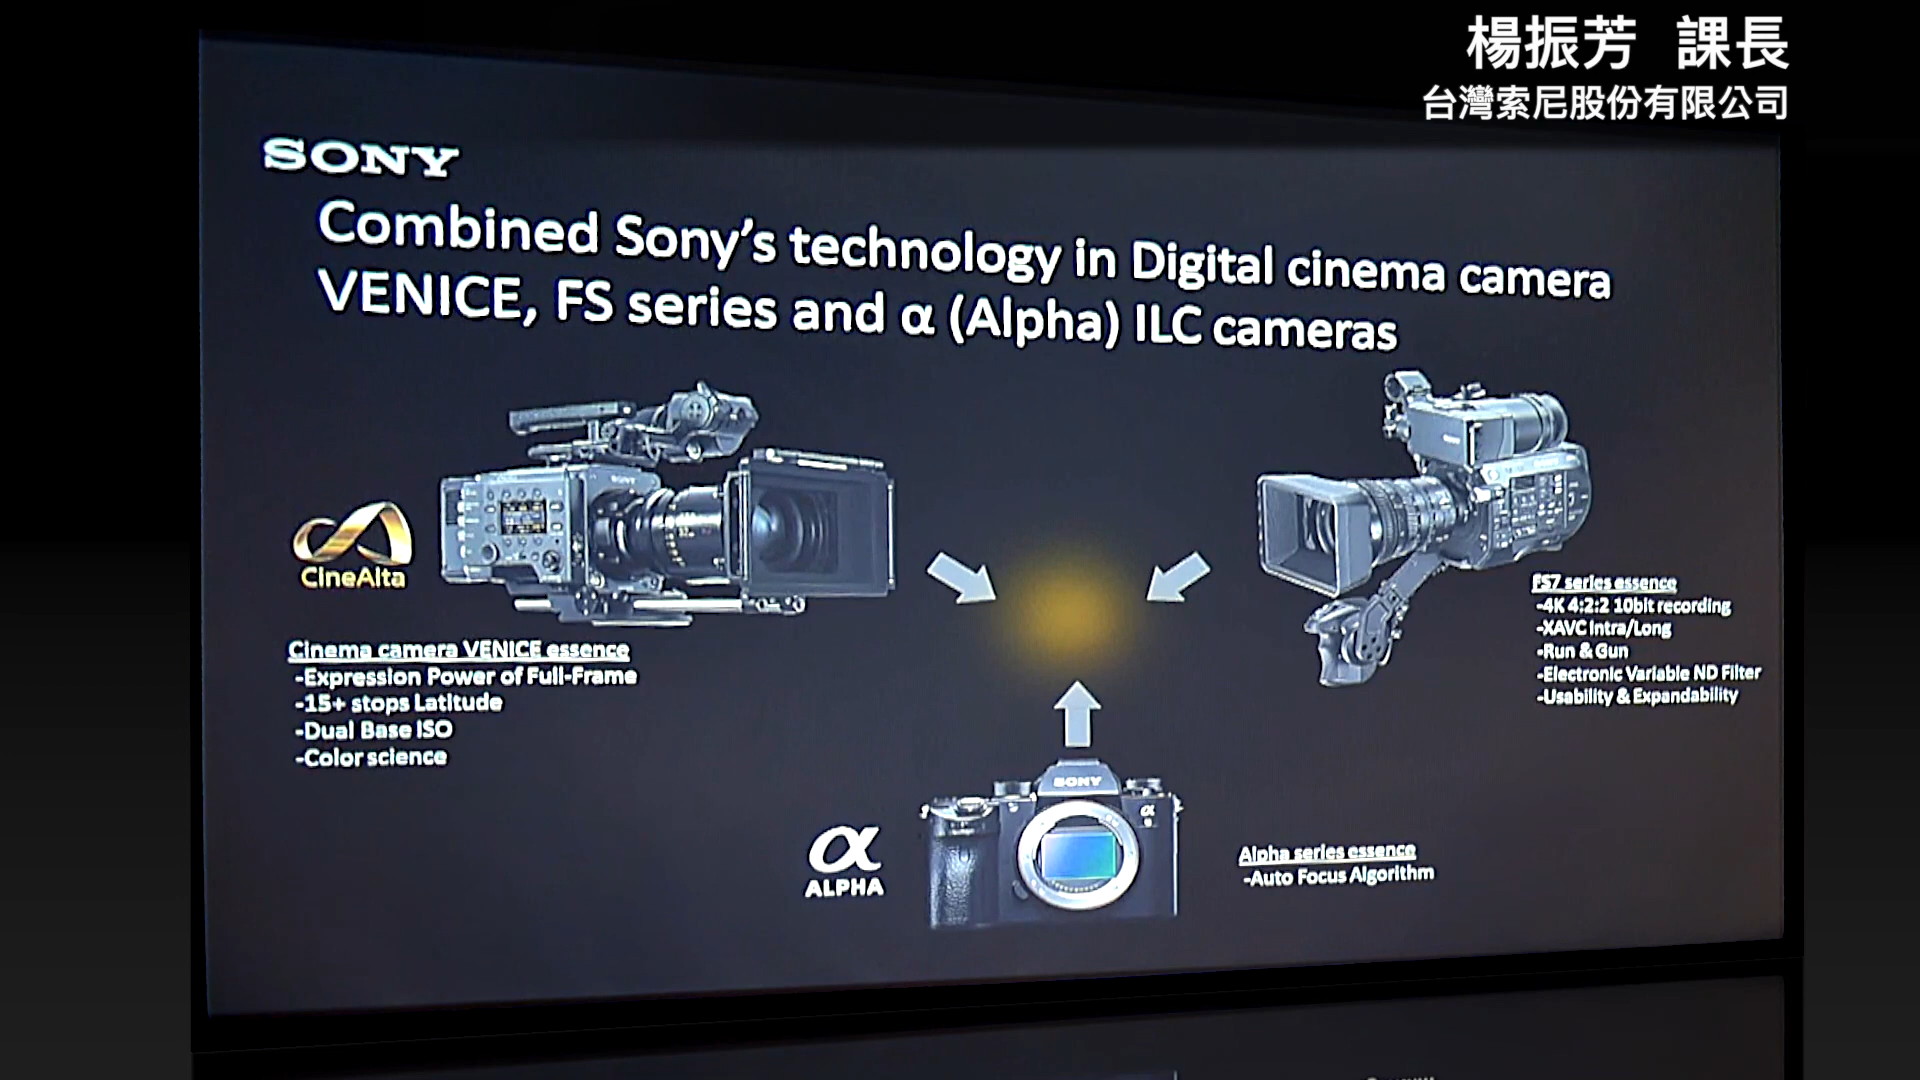 楊振芳 課長
台灣索尼股份有限公司
SONY
Combined Sony's technology in Digital cinema camera
VENICE, FS series and α (Alpha) ILC cameras
CineAlta
Cinema camera VENICE essence
-Expression Power of Full-Frame
-15+ stops Latitude
-Dual Base ISO
-Color science
FS7 series essence
-4K 4:2:2 10bit recording
-XAVC Intra/Long
-Run & Gun
-Electronic Variable ND Filter
-Usability & Expandability
SONY
α
ALPHA
Alpha series essence
-Auto Focus Algorithm